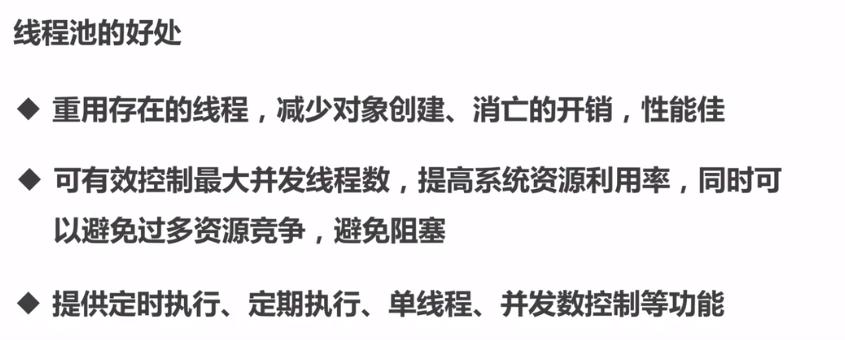 线程池的好处
◆ 重用存在的线程，减少对象创建、消亡的开销，性能佳
◆ 可有效控制最大并发线程数，提高系统资源利用率，同时可
以避免过多资源竞争，避免阻塞
◆ 提供定时执行、定期执行、单线程、并发数控制等功能